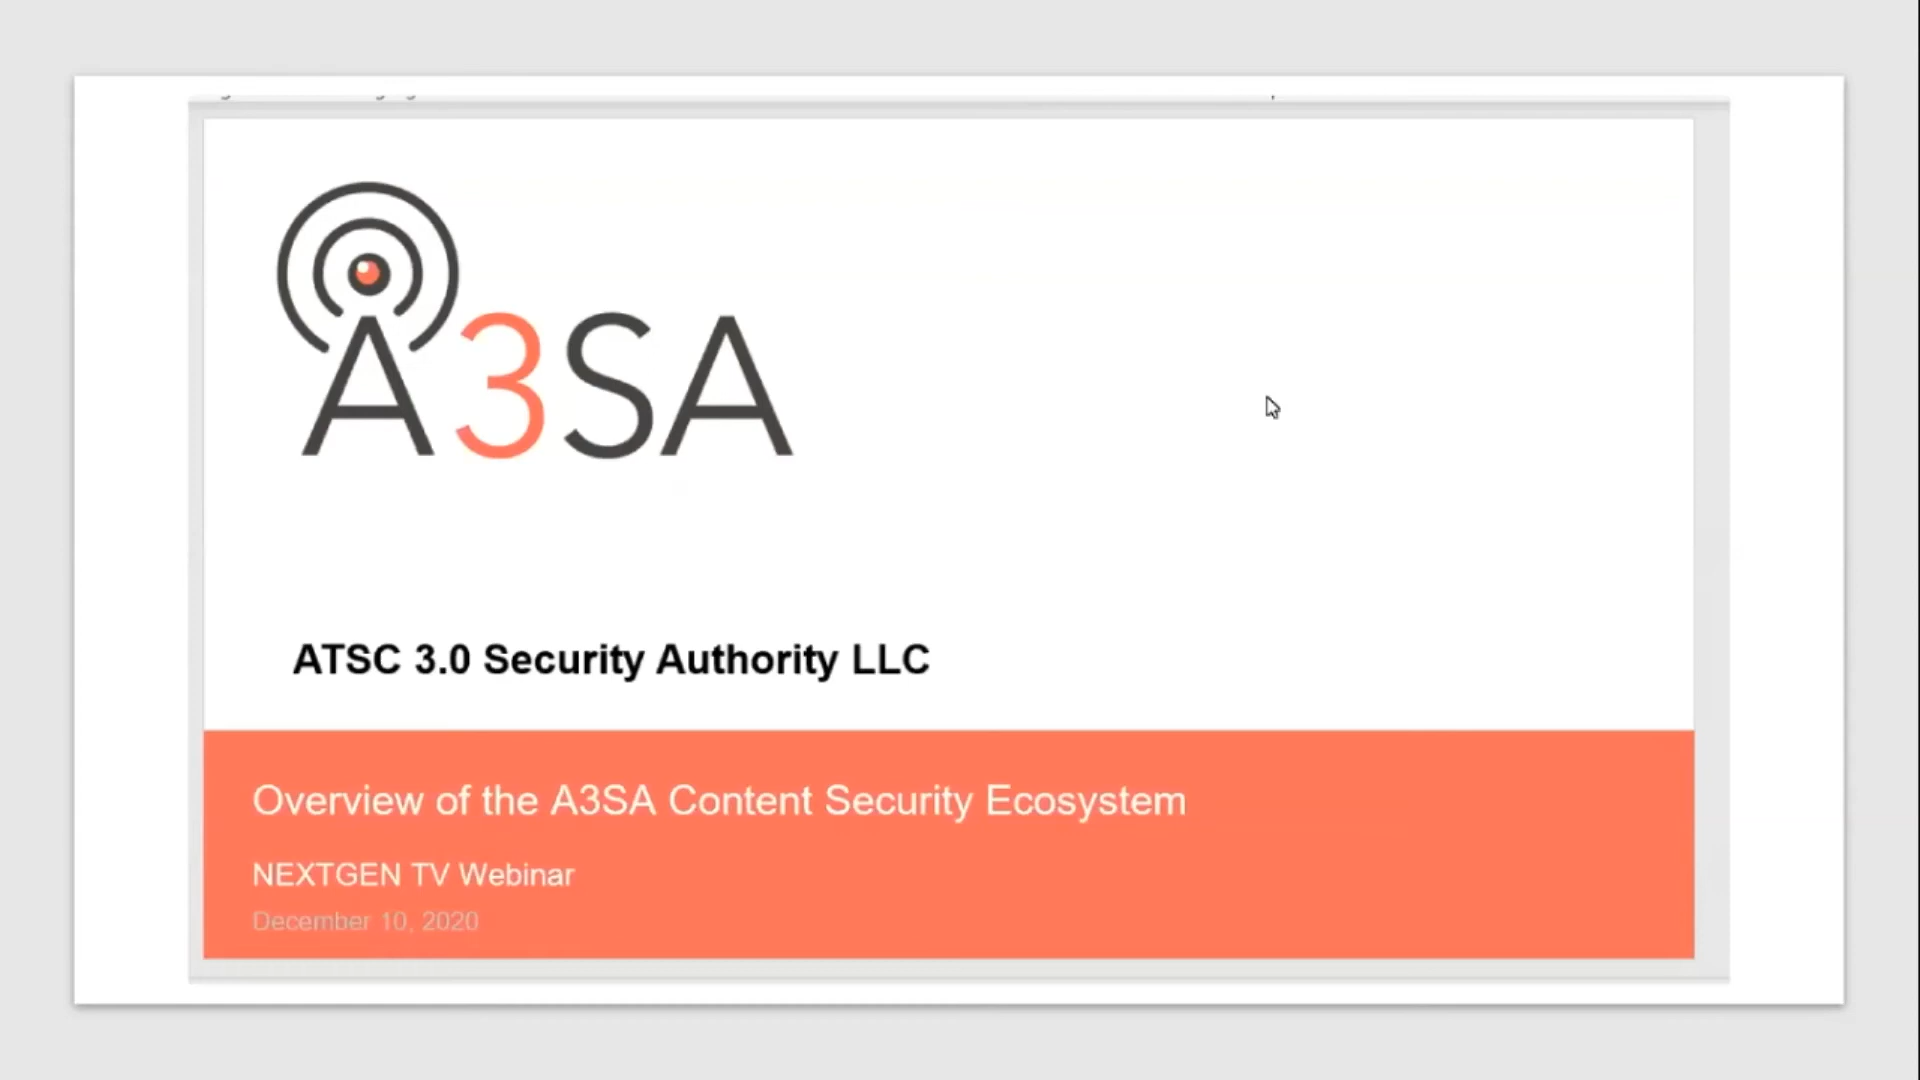 A3SA
ATSC 3.0 Security Authority LLC
Overview of the A3SA Content Security Ecosystem
NEXTGEN TV Webinar
December 10, 2020